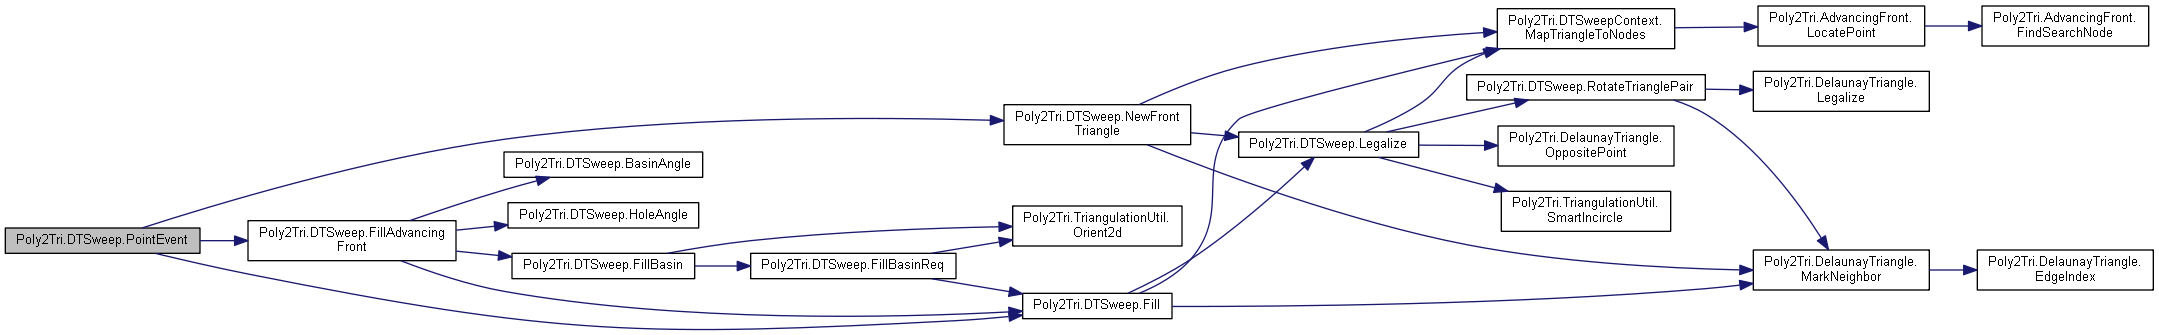 Poly2Tri.DTSweep.PointEvent
Poly2Tri.DTSweep.FillAdvancing
Front
Poly2Tri.DTSweep.BasinAngle
Poly2Tri.DTSweep.HoleAngle
Poly2Tri.DTSweep.FillBasin
Poly2Tri.DTSweep.FillBasinReq
Poly2Tri.DTSweep.NewFront
Triangle
Poly2Tri.TriangulationUtil.
Orient2d
Poly2Tri.DTSweep.Fill
Poly2Tri.DTSweep.Legalize
Poly2Tri.DTSweepContext.
MapTriangleToNodes
Poly2Tri.DTSweep.RotateTrianglePair
Poly2Tri.DelaunayTriangle.
OppositePoint
Poly2Tri.TriangulationUtil.
SmartIncircle
Poly2Tri.AdvancingFront.
LocatePoint
Poly2Tri.DelaunayTriangle.
Legalize
Poly2Tri.DelaunayTriangle.
MarkNeighbor
Poly2Tri.AdvancingFront.
FindSearchNode
Poly2Tri.DelaunayTriangle.
EdgeIndex